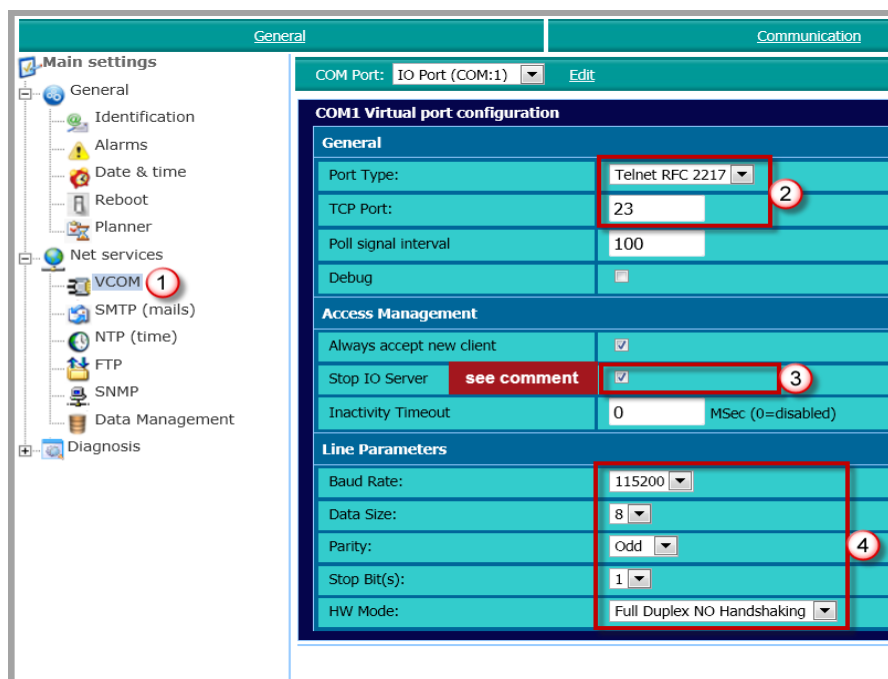 General Communication
Main settings
General
Identification
Alarms
Date & time
Reboot
Planner
Net services
VCOM 1
SMTP (mails)
NTP (time)
FTP
SNMP
Data Management
Diagnosis
COM Port: IO Port (COM:1) Edit
COM1 Virtual port configuration
General
Port Type: Telnet RFC 2217
2
TCP Port: 23
Poll signal interval 100
Debug
Access Management
Always accept new client
Stop IO Server see comment 3
Inactivity Timeout 0 MSec (0=disabled)
Line Parameters
Baud Rate: 115200
Data Size: 8
Parity: Odd 4
Stop Bit(s): 1
HW Mode: Full Duplex NO Handshaking